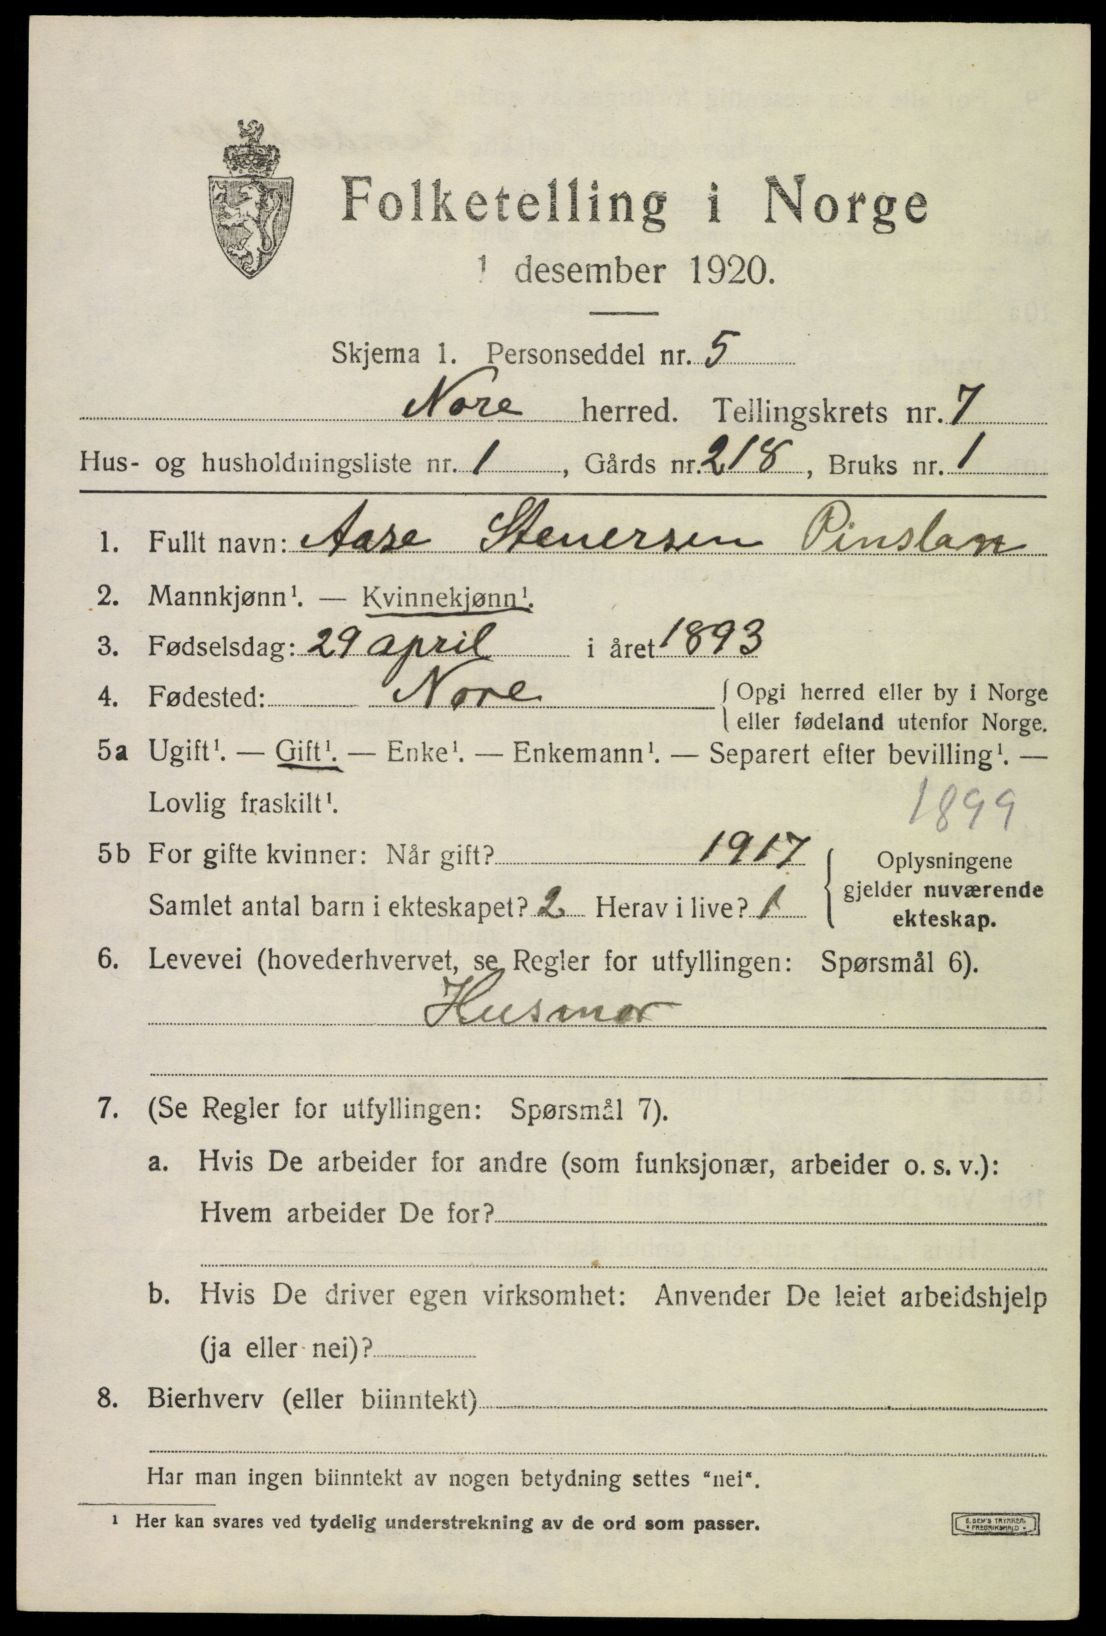 Folketelling i Norge
1 desember 1920.
Skjema 1. Personseddel nr. 5
Nore herred. Tellingskrets nr. 7
Hus- og husholdningsliste nr. 1, Gårds nr. 218, Bruks nr. 1
1. Fullt navn: Aase Stenersen Pinslan
2. Mannkjønn¹. — Kvinnekjønn¹.
3. Fødselsdag: 29 april i året 1893
4. Fødested: Nore {Opgi herred eller by i Norge
eller fødeland utenfor Norge.
5a Ugift¹. — Gift¹. — Enke¹. — Enkemann¹. — Separert efter bevilling¹. —
Lovlig fraskilt¹. 1899
5b For gifte kvinner: Når gift? 1917
Samlet antal barn i ekteskapet? 2 Herav i live? 1
{Oplysningene
gjelder nuværende
ekteskap.
6. Levevei (hovederhvervet, se Regler for utfyllingen: Spørsmål 6).
Husmor
7. (Se Regler for utfyllingen: Spørsmål 7).
a. Hvis De arbeider for andre (som funksjonær, arbeider o. s. v.):
Hvem arbeider De for?
b. Hvis De driver egen virksomhet: Anvender De leiet arbeidshjelp
(ja eller nei)?
8. Bierhverv (eller biinntekt)
Har man ingen biinntekt av nogen betydning settes "nei".
¹ Her kan svares ved tydelig understrekning av de ord som passer.